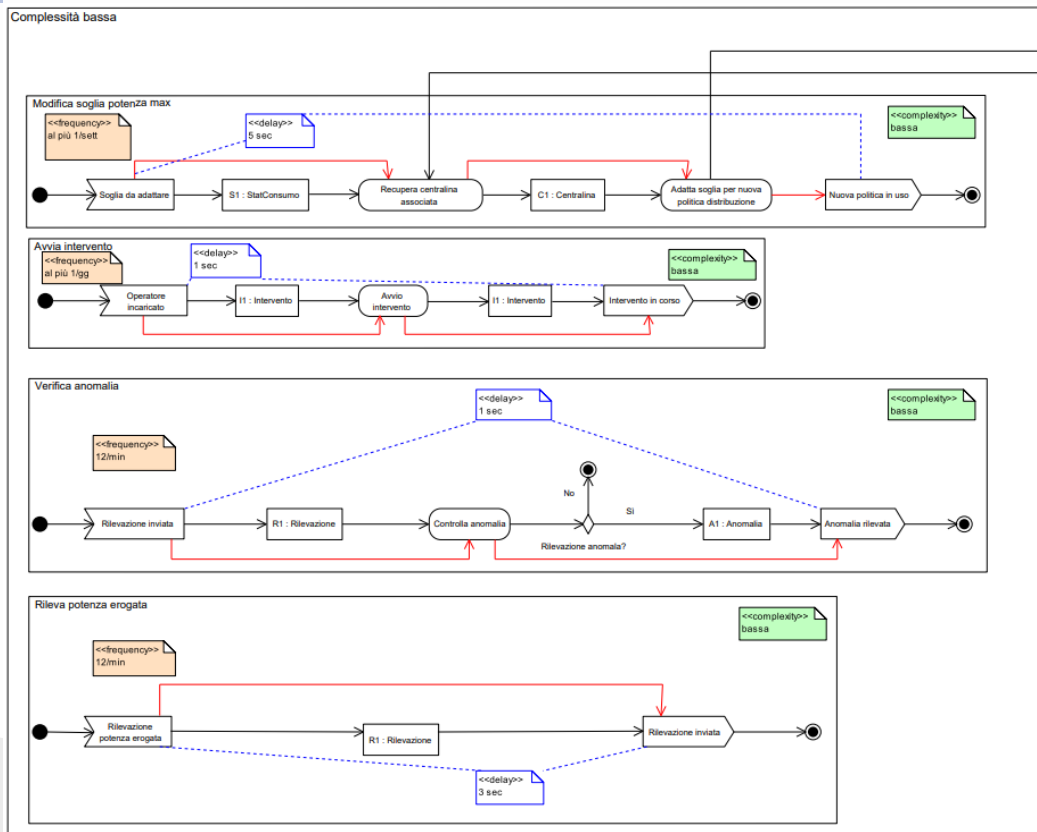 Complessità bassa
Modifica soglia potenza max
<<frequency>>
al più 1/sett
<<delay>>
5 sec
<<complexity>>
bassa
Soglia da adattare
S1 : StatConsumo
Recupera centralina
associata
C1 : Centralina
Adatta soglia per nuova
politica distribuzione
Nuova politica in uso
Avvia intervento
<<frequency>>
al più 1/gg
<<delay>>
1 sec
<<complexity>>
bassa
Operatore
incaricato
I1 : Intervento
Avvio
intervento
I1 : Intervento
Intervento in corso
Verifica anomalia
<<delay>>
1 sec
<<complexity>>
bassa
<<frequency>>
12/min
No
Si
Rilevazione inviata
R1 : Rilevazione
Controlla anomalia
A1 : Anomalia
Anomalia rilevata
Rilevazione anomala?
Rileva potenza erogata
<<complexity>>
bassa
<<frequency>>
12/min
Rilevazione
potenza erogata
R1 : Rilevazione
Rilevazione inviata
<<delay>>
3 sec